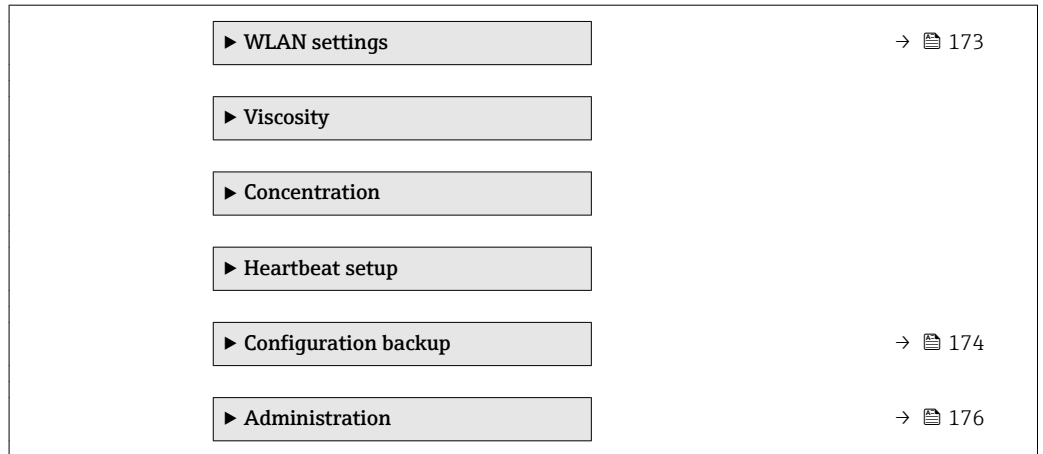 ▶ WLAN settings → 🗎 173
▶ Viscosity
▶ Concentration
▶ Heartbeat setup
▶ Configuration backup → 🗎 174
▶ Administration → 🗎 176